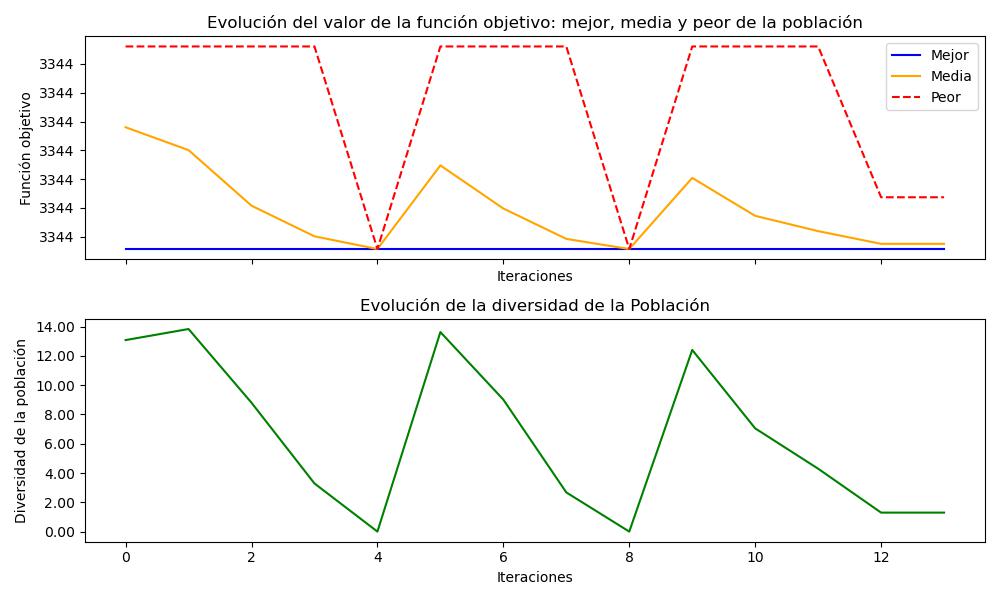 Evolución del valor de la función objetivo: mejor, media y peor de la población
Función objetivo
3344
3344
3344
3344
3344
3344
3344
Mejor
Media
Peor
Iteraciones
Evolución de la diversidad de la Población
Diversidad de la población
14.00
12.00
10.00
8.00
6.00
4.00
2.00
0.00
0 2 4 6 8 10 12
Iteraciones